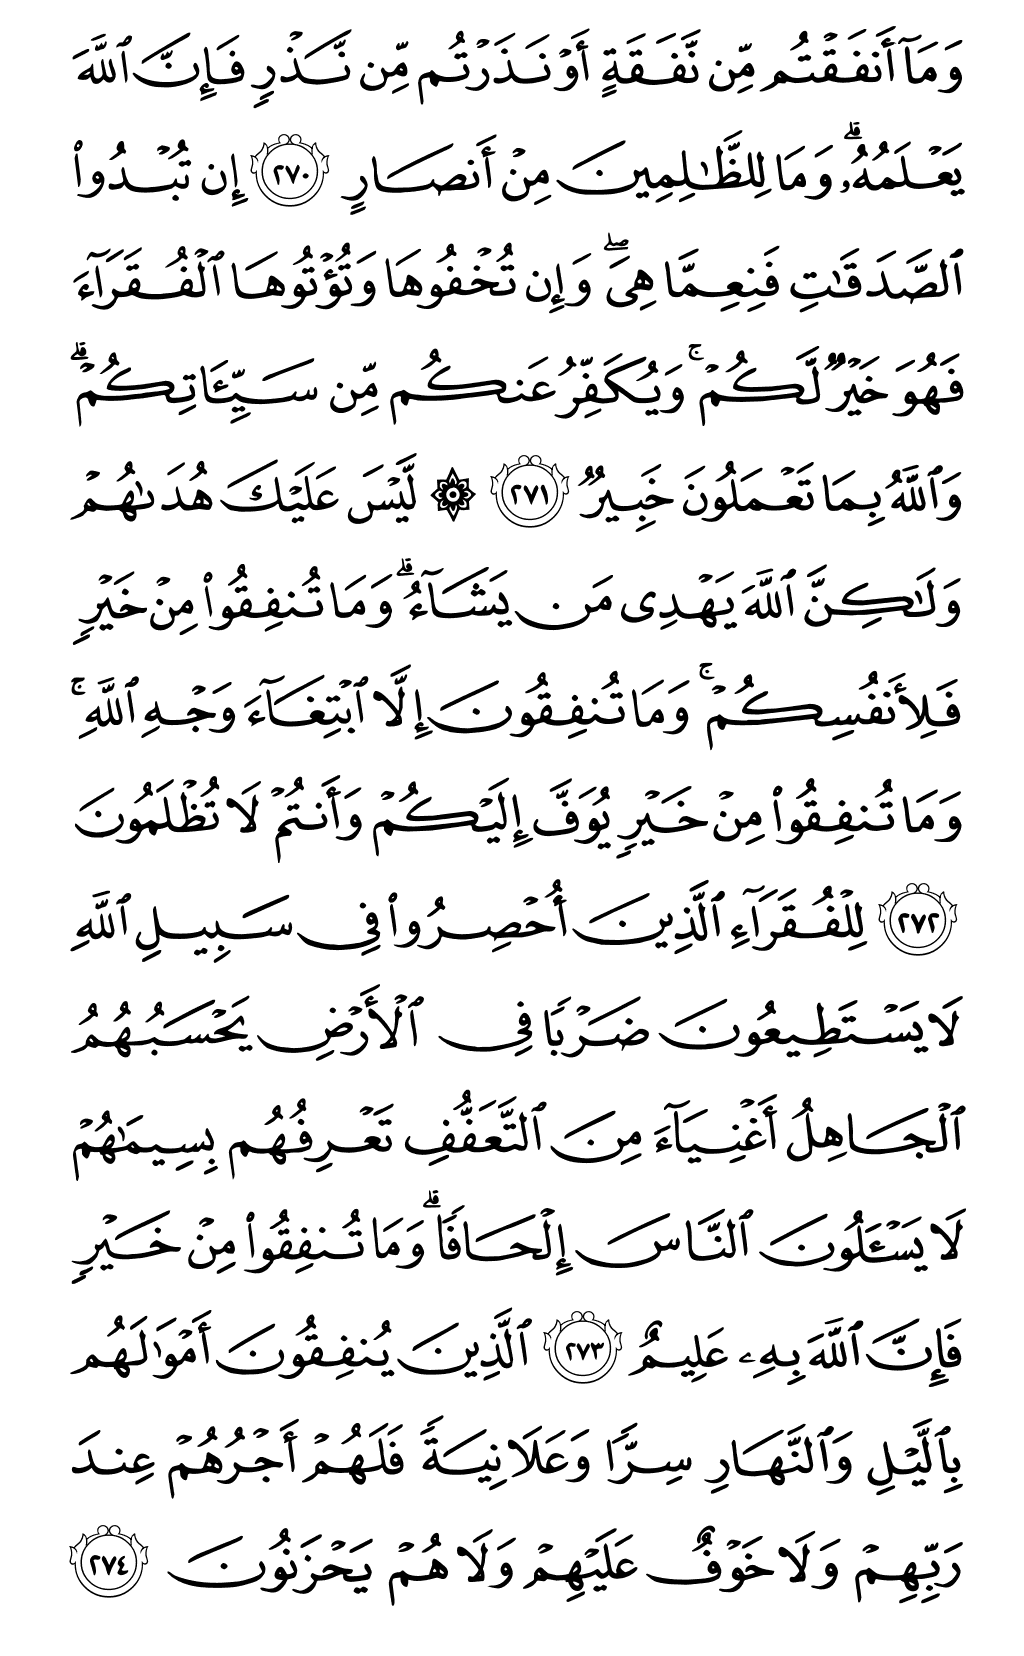 وَمَآ أَنفَقْتُم مِّن نَّفَقَةٍ أَوْ نَذَرْتُم مِّن نَّذْرٍ فَإِنَّ ٱللَّهَ
يَعْلَمُهُۥۗ وَمَا لِلظَّٰلِمِينَ مِنْ أَنصَارٍ ٢٧٠ إِن تُبْدُوا۟
ٱلصَّدَقَٰتِ فَنِعِمَّا هِىَۖ وَإِن تُخْفُوهَا وَتُؤْتُوهَا ٱلْفُقَرَآءَ
فَهُوَ خَيْرٌ لَّكُمْۚ وَيُكَفِّرُ عَنكُم مِّن سَيِّـَٔاتِكُمْۗ
وَٱللَّهُ بِمَا تَعْمَلُونَ خَبِيرٌ ٢٧١ ۞ لَّيْسَ عَلَيْكَ هُدَىٰهُمْ
وَلَٰكِنَّ ٱللَّهَ يَهْدِى مَن يَشَآءُۗ وَمَا تُنفِقُوا۟ مِنْ خَيْرٍ
فَلِأَنفُسِكُمْۚ وَمَا تُنفِقُونَ إِلَّا ٱبْتِغَآءَ وَجْهِ ٱللَّهِۚ
وَمَا تُنفِقُوا۟ مِنْ خَيْرٍ يُوَفَّ إِلَيْكُمْ وَأَنتُمْ لَا تُظْلَمُونَ
٢٧٢ لِلْفُقَرَآءِ ٱلَّذِينَ أُحْصِرُوا۟ فِى سَبِيلِ ٱللَّهِ
لَا يَسْتَطِيعُونَ ضَرْبًا فِى ٱلْأَرْضِ يَحْسَبُهُمُ
ٱلْجَاهِلُ أَغْنِيَآءَ مِنَ ٱلتَّعَفُّفِ تَعْرِفُهُم بِسِيمَٰهُمْ
لَا يَسْـَٔلُونَ ٱلنَّاسَ إِلْحَافًاۗ وَمَا تُنفِقُوا۟ مِنْ خَيْرٍ
فَإِنَّ ٱللَّهَ بِهِۦ عَلِيمٌ ٢٧٣ ٱلَّذِينَ يُنفِقُونَ أَمْوَٰلَهُم
بِٱلَّيْلِ وَٱلنَّهَارِ سِرًّا وَعَلَانِيَةً فَلَهُمْ أَجْرُهُمْ عِندَ
رَبِّهِمْ وَلَا خَوْفٌ عَلَيْهِمْ وَلَا هُمْ يَحْزَنُونَ ٢٧٤